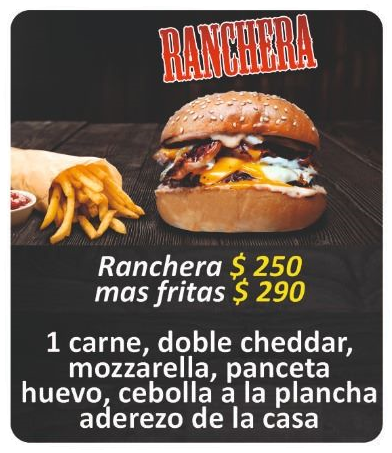 RANCHERA
Ranchera $ 250
mas fritas $ 290
1 carne, doble cheddar,
mozzarella, panceta
huevo, cebolla a la plancha
aderezo de la casa